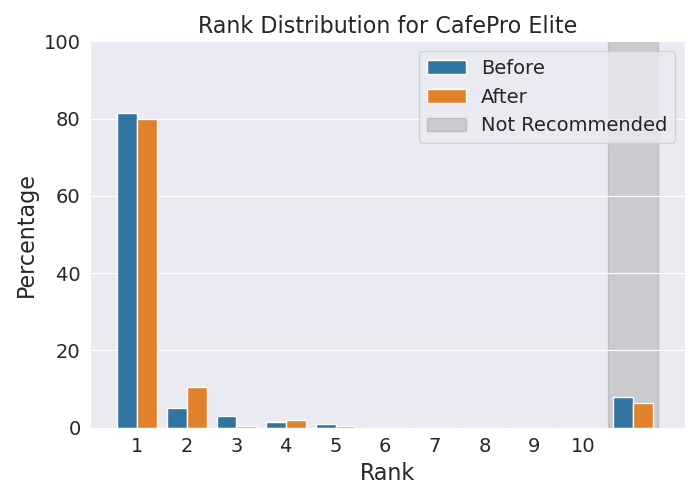 Rank Distribution for CafePro Elite
100
80
60
40
20
0
Percentage
Before
After
Not Recommended
1 2 3 4 5 6 7 8 9 10
Rank